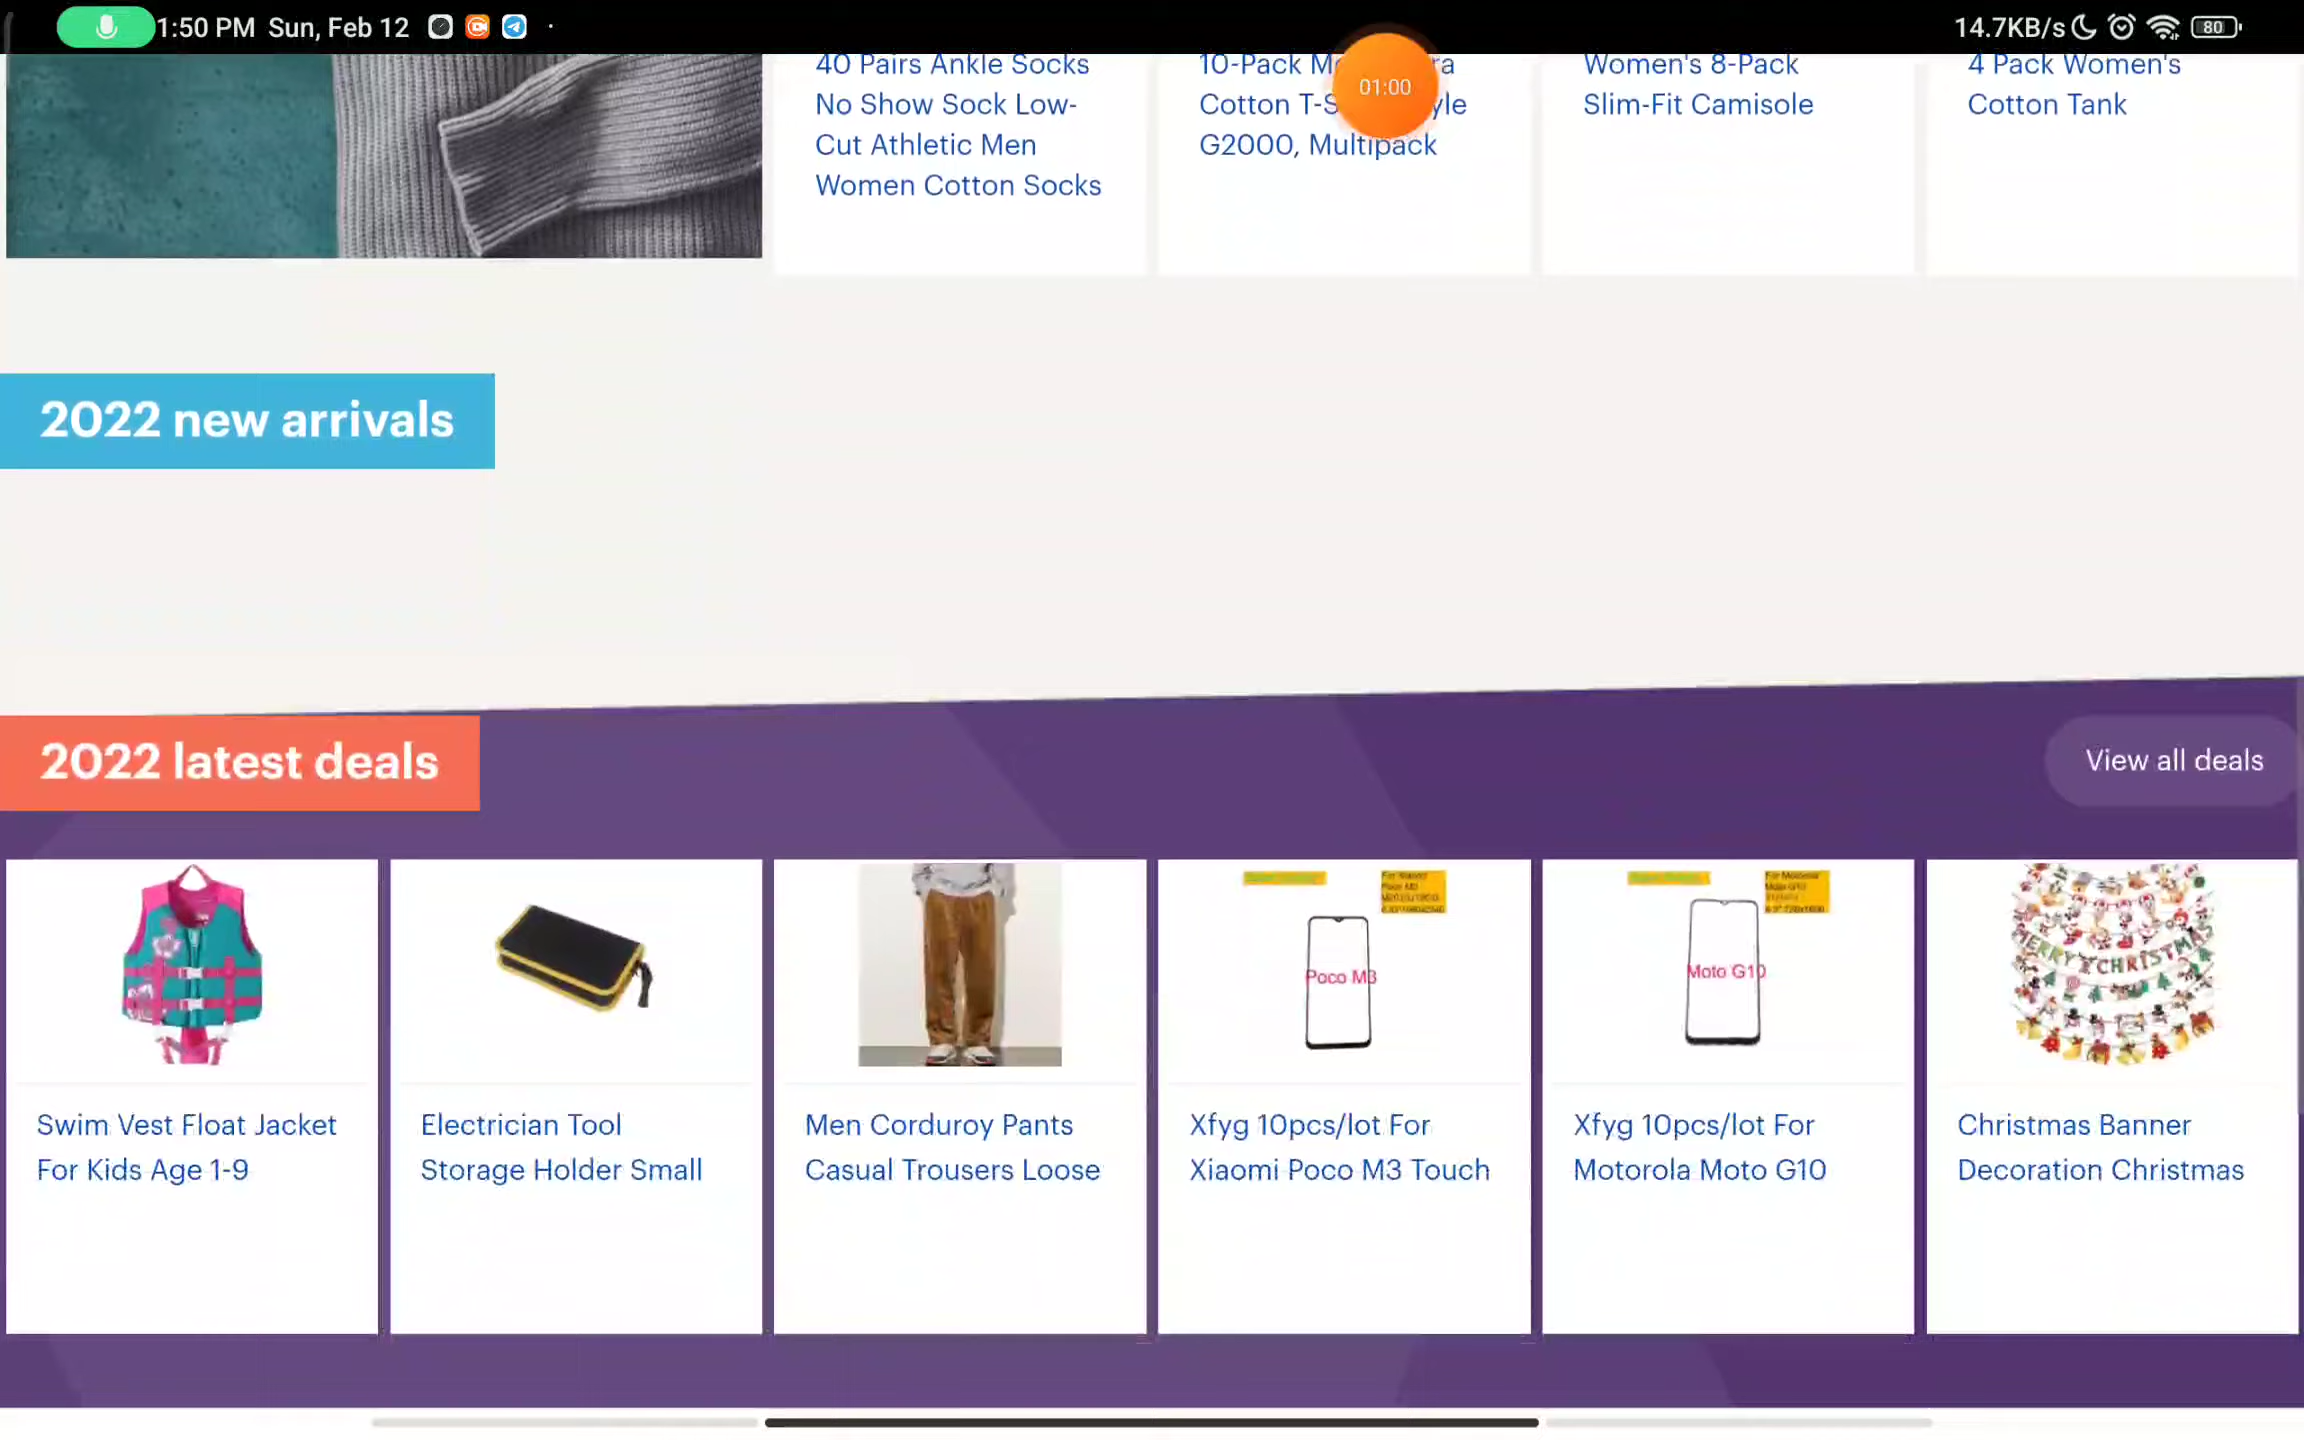 1:50 PM Sun, Feb 12
14.7KB/s
80
01:00
40 Pairs Ankle Socks
No Show Sock Low-
Cut Athletic Men
Women Cotton Socks
10-Pack
Cotton
G2000, Multipack
Women's 8-Pack
Slim-Fit Camisole
4 Pack Women's
Cotton Tank
2022 new arrivals
2022 latest deals
View all deals
Poco M3
Moto G10
MERRY CHRISTMAS
Swim Vest Float Jacket
For Kids Age 1-9
Electrician Tool
Storage Holder Small
Men Corduroy Pants
Casual Trousers Loose
Xfyg 10pcs/lot For
Xiaomi Poco M3 Touch
Xfyg 10pcs/lot For
Motorola Moto G10
Christmas Banner
Decoration Christmas